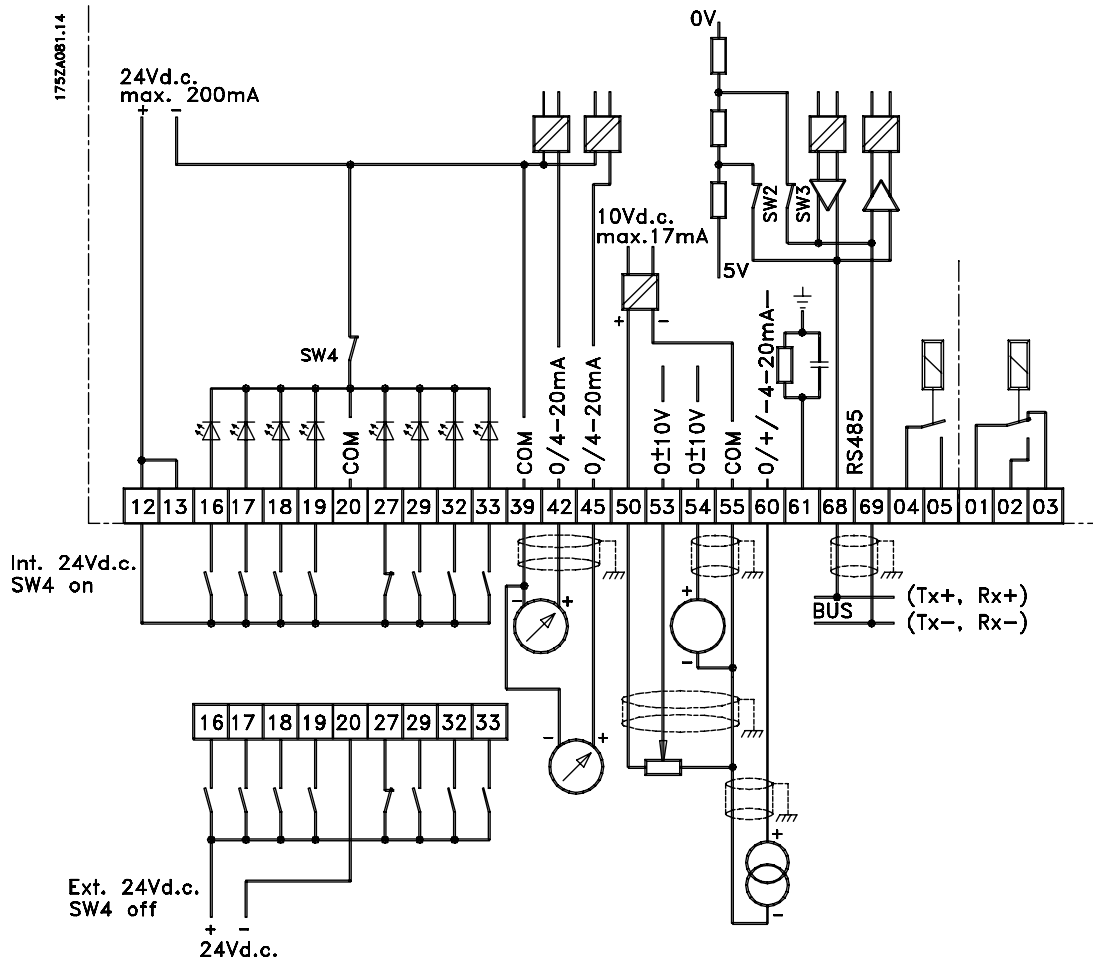 175ZA081.14
24Vd.c.
max. 200mA
+ −
0V
SW2
SW3
10Vd.c.
max.17mA
5V
+ −
SW4
COM
COM
0/4−20mA
0/4−20mA
0±10V
0±10V
COM
0/+/−4−20mA
RS485
12 13 16 17 18 19 20 27 29 32 33 39 42 45 50 53 54 55 60 61 68 69 04 05 01 02 03
Int. 24Vd.c.
SW4 on
− +
+
−
BUS
(Tx+, Rx+)
(Tx−, Rx−)
16 17 18 19 20 27 29 32 33
− +
+
−
Ext. 24Vd.c.
SW4 off
+ −
24Vd.c.